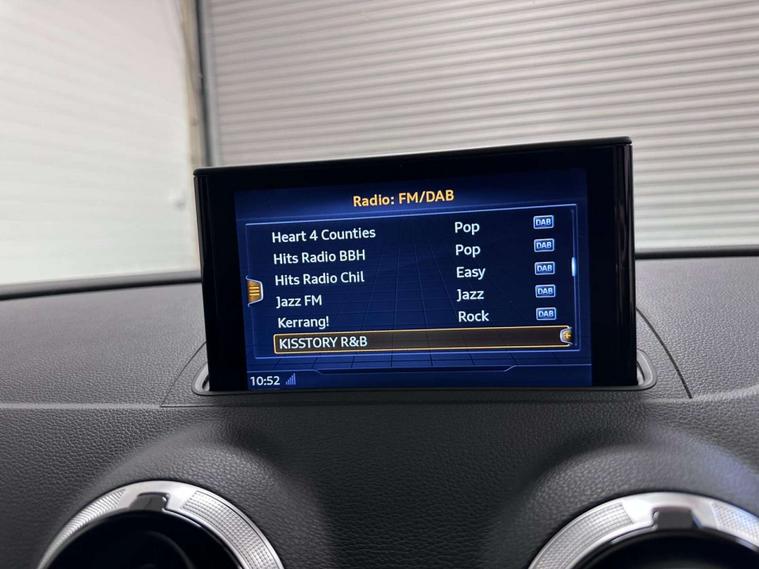 Radio: FM/DAB
Heart 4 Counties Pop DAB
Hits Radio BBH Pop DAB
Hits Radio Chil Easy DAB
Jazz FM Jazz DAB
Kerrang! Rock DAB
KISSTORY R&B
10:52